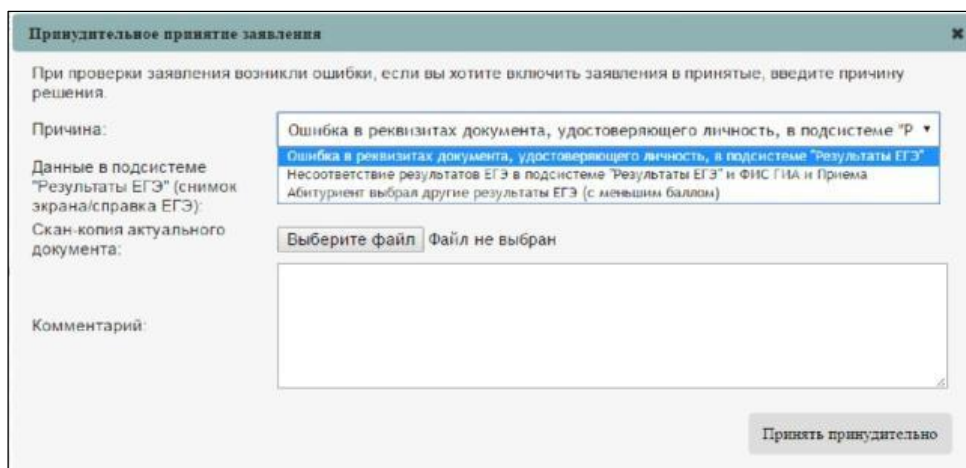 Принудительное принятие заявления
При проверки заявления возникли ошибки, если вы хотите включить заявления в принятые, введите причину
решения.
Причина:
Ошибка в реквизитах документа, удостоверяющего личность, в подсистеме "Р
Ошибка в реквизитах документа, удостоверяющего личность, в подсистеме "Результаты ЕГЭ"
Несоответствие результатов ЕГЭ в подсистеме "Результаты ЕГЭ" и ФИС ГИА и Приема
Абитуриент выбрал другие результаты ЕГЭ (с меньшим баллом)
Данные в подсистеме
"Результаты ЕГЭ" (снимок
экрана/справка ЕГЭ):
Скан-копия актуального
документа:
Выберите файл Файл не выбран
Комментарий:
Принять принудительно